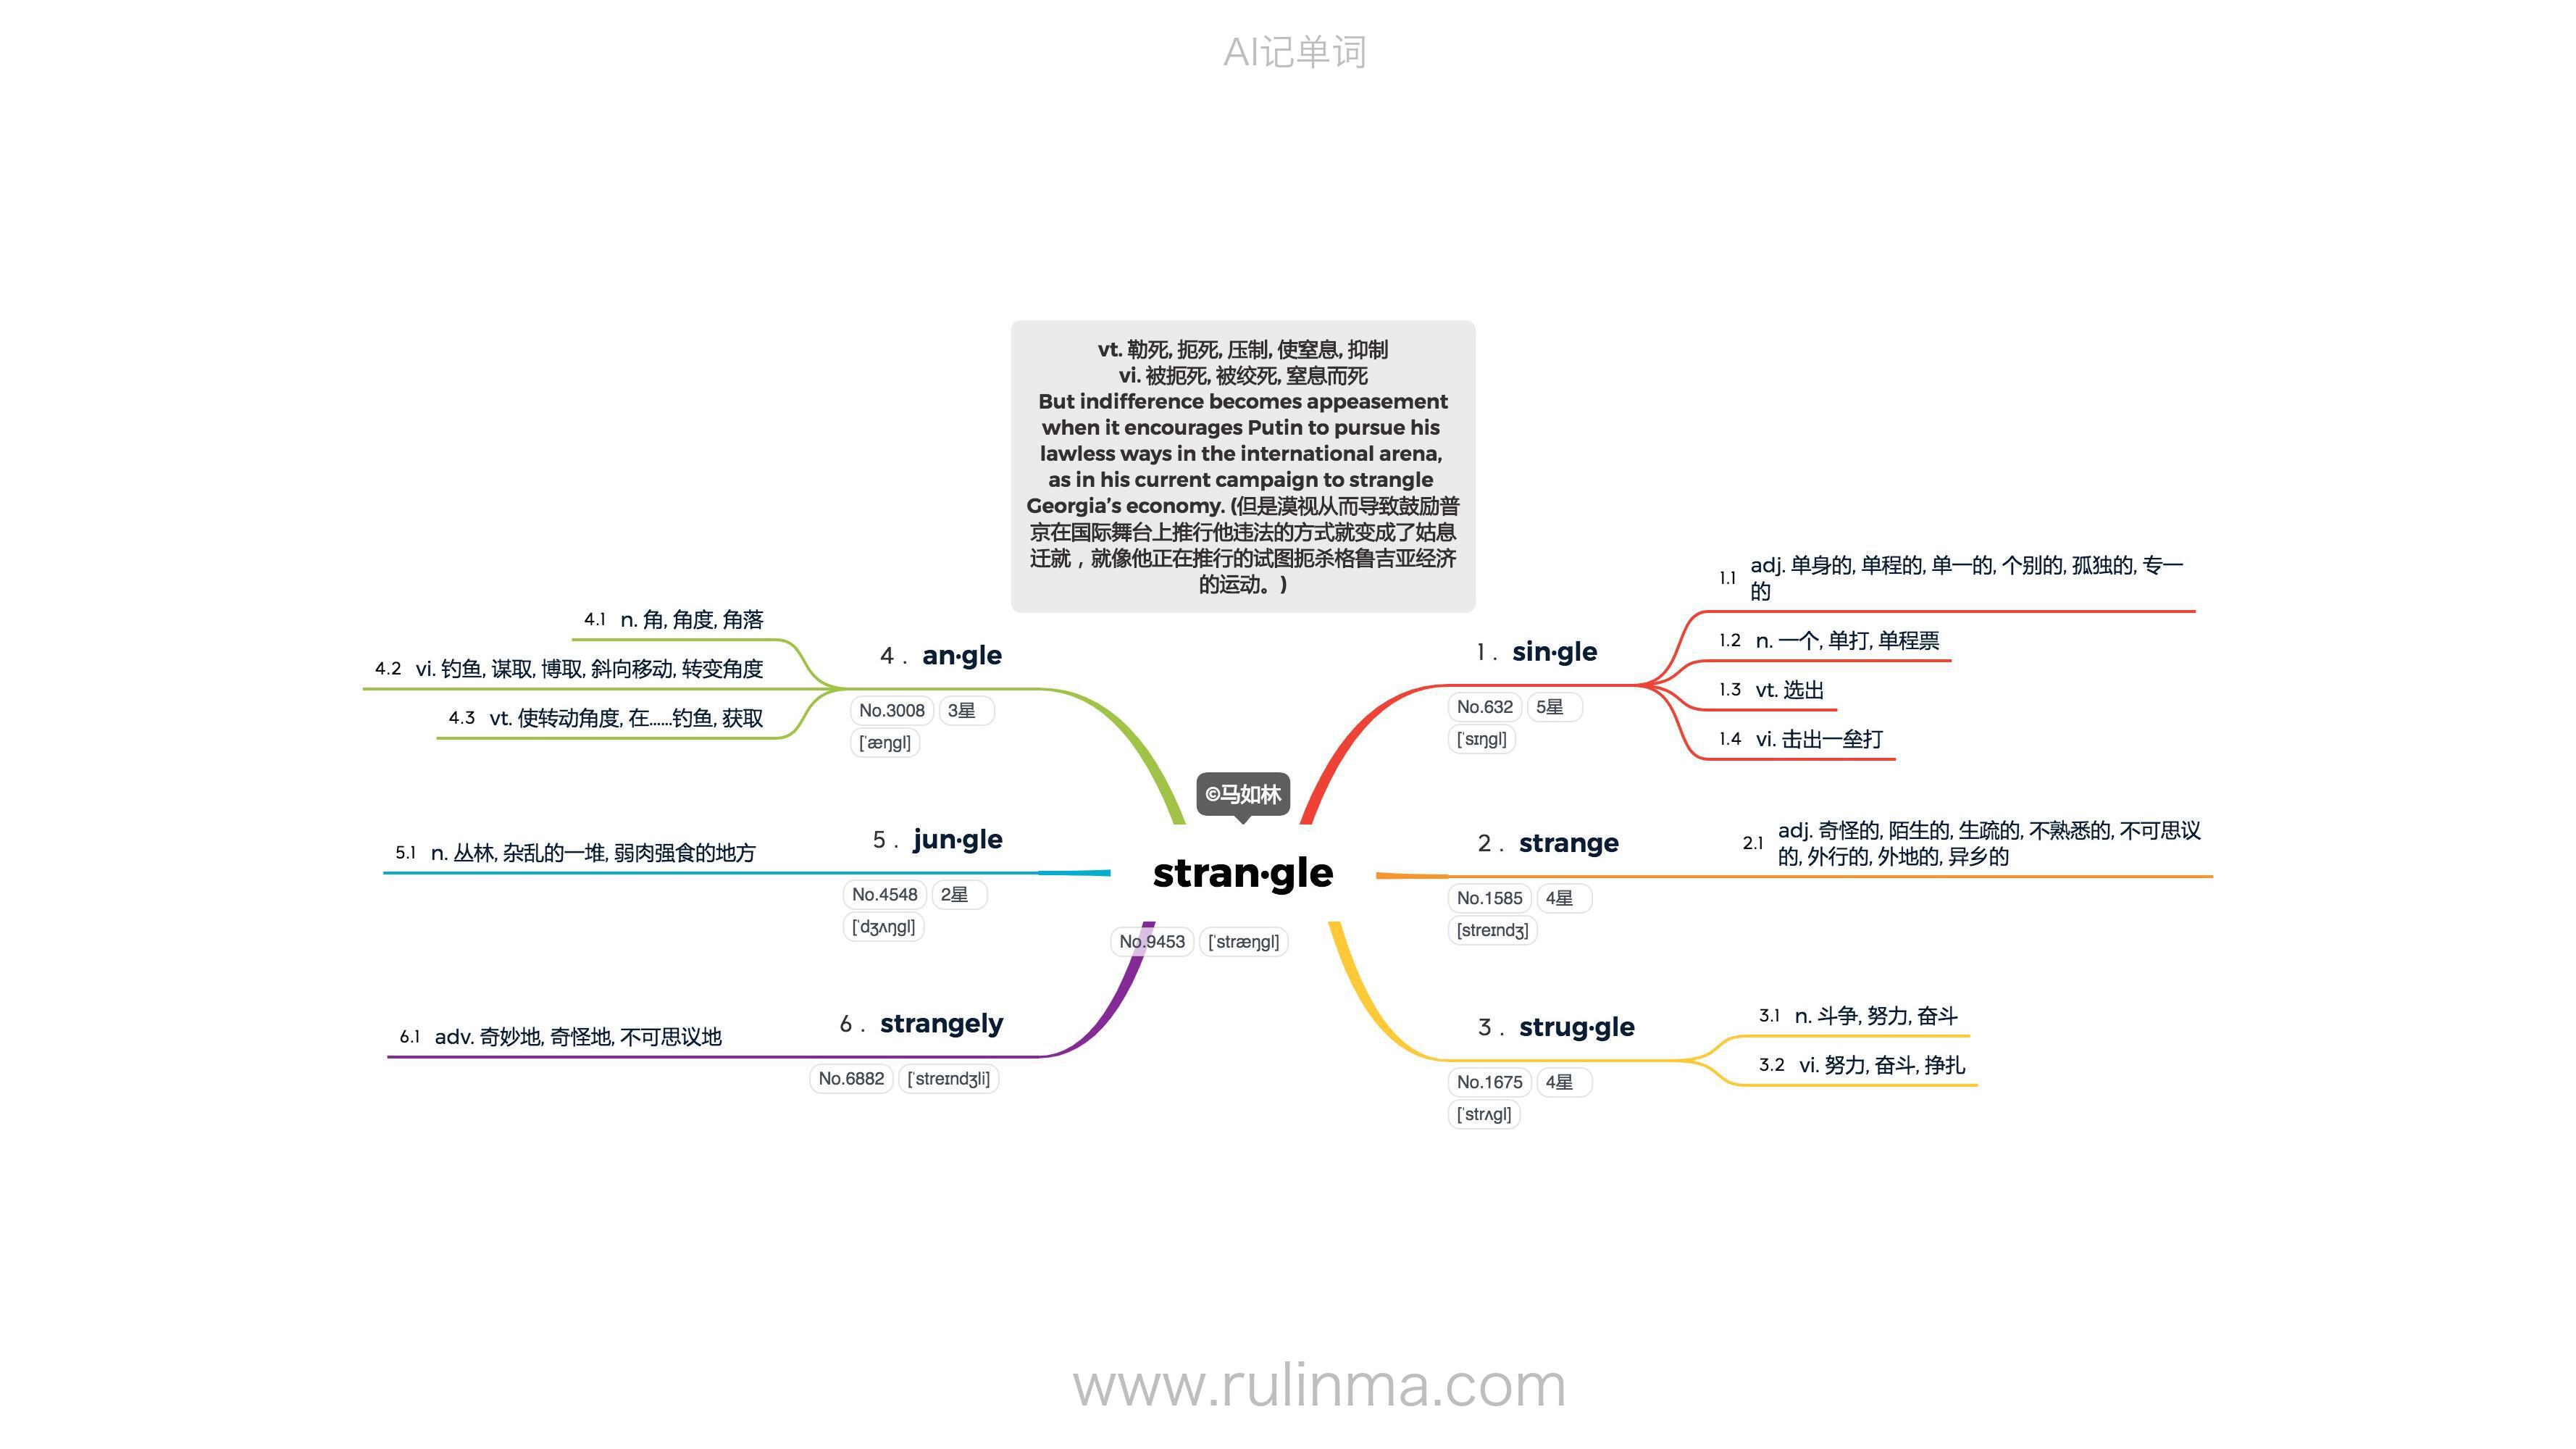 AI记单词
vt. 勒死, 扼死, 压制, 使窒息, 抑制
vi. 被扼死, 被绞死, 窒息而死
But indifference becomes appeasement
when it encourages Putin to pursue his
lawless ways in the international arena,
as in his current campaign to strangle
Georgia’s economy. (但是漠视从而导致鼓励普
京在国际舞台上推行他违法的方式就变成了姑息
迁就，就像他正在推行的试图扼杀格鲁吉亚经济
的运动。)
©马如林
stran·gle
No.9453 [ˈstræŋgl]
1 . sin·gle
No.632 5星
[ˈsɪŋgl]
1.1 adj. 单身的, 单程的, 单一的, 个别的, 孤独的, 专一
的
1.2 n. 一个, 单打, 单程票
1.3 vt. 选出
1.4 vi. 击出一垒打
2 . strange
No.1585 4星
[streɪndʒ]
2.1 adj. 奇怪的, 陌生的, 生疏的, 不熟悉的, 不可思议
的, 外行的, 外地的, 异乡的
3 . strug·gle
No.1675 4星
[ˈstrʌgl]
3.1 n. 斗争, 努力, 奋斗
3.2 vi. 努力, 奋斗, 挣扎
4 . an·gle
No.3008 3星
[ˈæŋgl]
4.1 n. 角, 角度, 角落
4.2 vi. 钓鱼, 谋取, 博取, 斜向移动, 转变角度
4.3 vt. 使转动角度, 在......钓鱼, 获取
5 . jun·gle
No.4548 2星
[ˈdʒʌŋgl]
5.1 n. 丛林, 杂乱的一堆, 弱肉强食的地方
6 . strangely
No.6882 [ˈstreɪndʒli]
6.1 adv. 奇妙地, 奇怪地, 不可思议地
www.rulinma.com